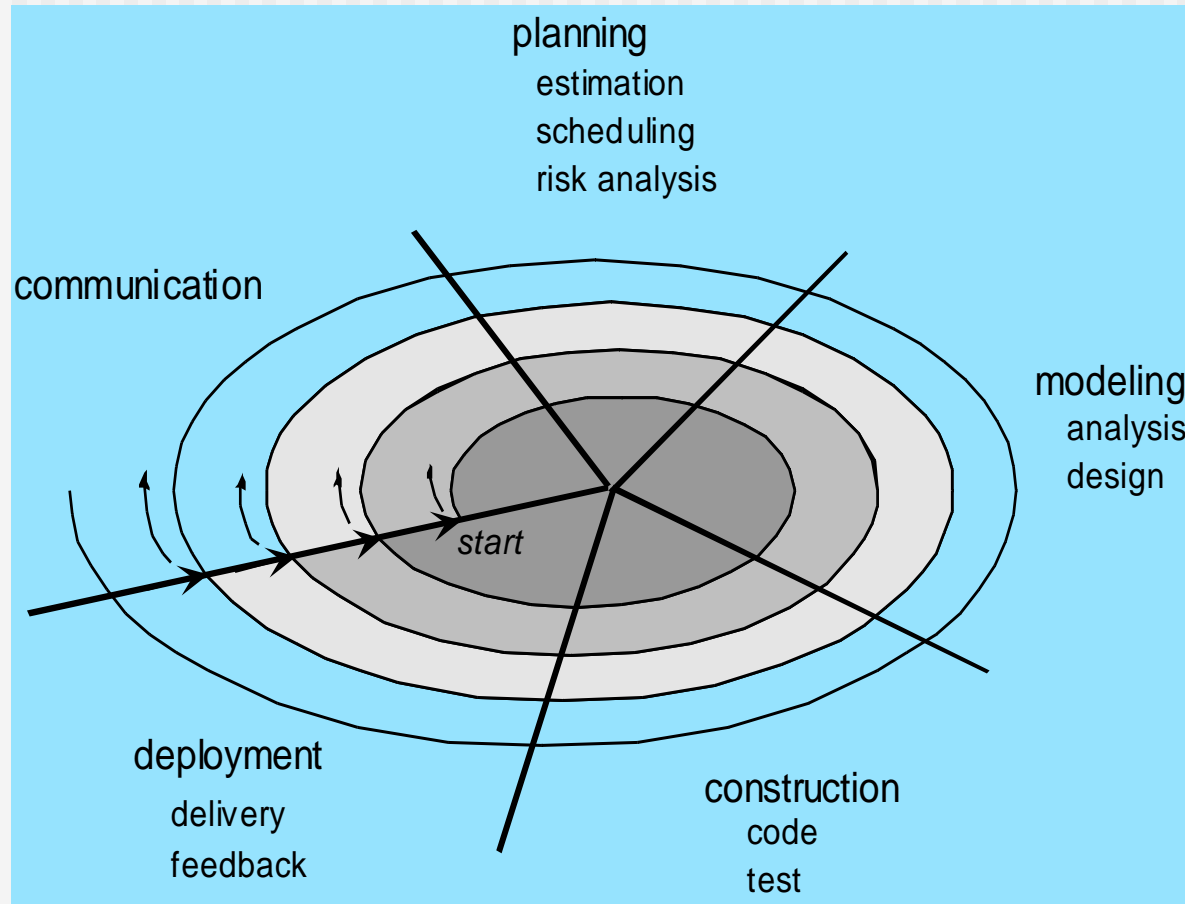 planning
estimation
scheduling
risk analysis
communication
modeling
analysis
design
start
deployment
delivery
feedback
construction
code
test